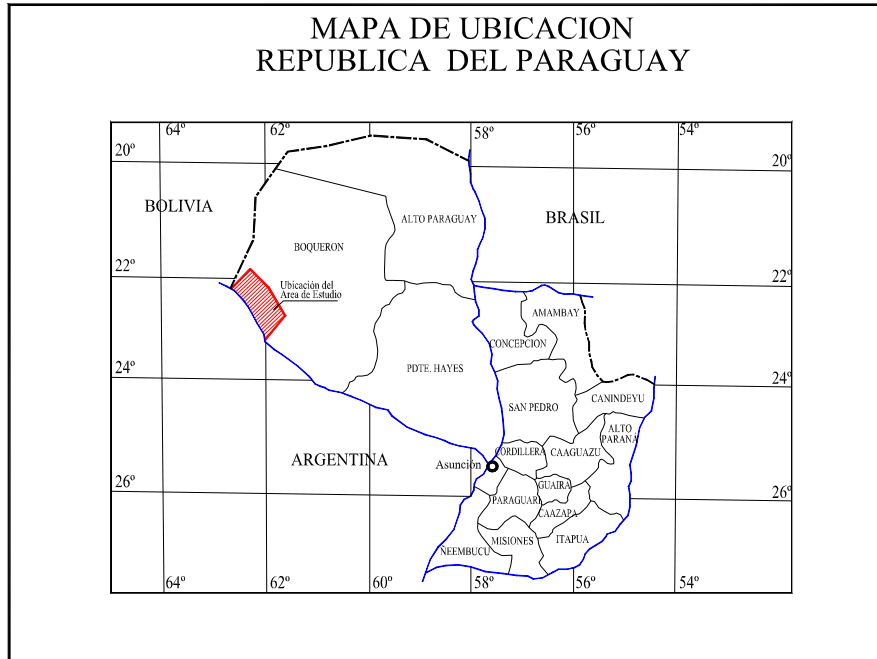 MAPA DE UBICACION
REPUBLICA DEL PARAGUAY
64º
62º
58º
56º
54º
20º
20º
BOLIVIA
ALTO PARAGUAY
BRASIL
BOQUERON
22º
22º
Ubicación del
Area de Estudio
AMAMBAY
CONCEPCION
PDTE. HAYES
24º
24º
SAN PEDRO
CANINDEYU
ALTO
PARANÁ
CORDILLERA
CAAGUAZU
ARGENTINA
Asunción
26º
26º
GUAIRA
PARAGUARI
CAAZAPA
MISIONES
ITAPUA
ÑEEMBUCU
64º
62º
60º
58º
56º
54º